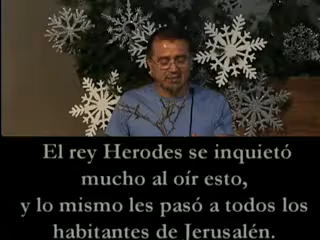 El rey Herodes se inquietó
mucho al oír esto,
y lo mismo les pasó a todos los
habitantes de Jerusalén.